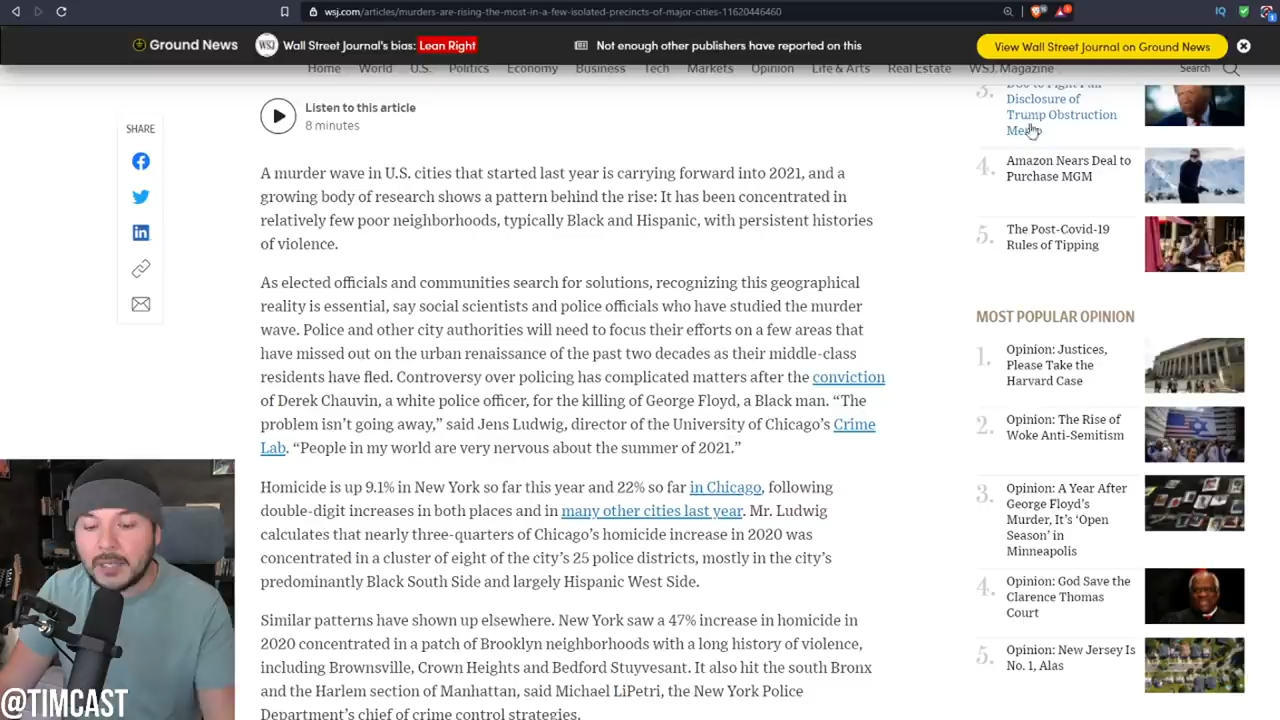 wsj.com/articles/murders-are-rising-the-most-in-a-few-isolated-precincts-of-major-cities-11620446460
IQ
Ground News
WSJ
Wall Street Journal's bias: Lean Right
Not enough other publishers have reported on this
View Wall Street Journal on Ground News
Home World U.S. Politics Economy Business Tech Markets Opinion Life & Arts Real Estate WSJ. Magazine Search
SHARE
Listen to this article
8 minutes
A murder wave in U.S. cities that started last year is carrying forward into 2021, and a
growing body of research shows a pattern behind the rise: It has been concentrated in
relatively few poor neighborhoods, typically Black and Hispanic, with persistent histories
of violence.
As elected officials and communities search for solutions, recognizing this geographical
reality is essential, say social scientists and police officials who have studied the murder
wave. Police and other city authorities will need to focus their efforts on a few areas that
have missed out on the urban renaissance of the past two decades as their middle-class
residents have fled. Controversy over policing has complicated matters after the conviction
of Derek Chauvin, a white police officer, for the killing of George Floyd, a Black man. “The
problem isn’t going away,” said Jens Ludwig, director of the University of Chicago’s Crime
Lab. “People in my world are very nervous about the summer of 2021.”
Homicide is up 9.1% in New York so far this year and 22% so far in Chicago, following
double-digit increases in both places and in many other cities last year. Mr. Ludwig
calculates that nearly three-quarters of Chicago’s homicide increase in 2020 was
concentrated in a cluster of eight of the city’s 25 police districts, mostly in the city’s
predominantly Black South Side and largely Hispanic West Side.
Similar patterns have shown up elsewhere. New York saw a 47% increase in homicide in
2020 concentrated in a patch of Brooklyn neighborhoods with a long history of violence,
including Brownsville, Crown Heights and Bedford Stuyvesant. It also hit the south Bronx
and the Harlem section of Manhattan, said Michael LiPetri, the New York Police
Department’s chief of crime control strategies.
3.
DOJ to Fight Full
Disclosure of
Trump Obstruction
4.
Amazon Nears Deal to
Purchase MGM
5.
The Post-Covid-19
Rules of Tipping
MOST POPULAR OPINION
1.
Opinion: Justices,
Please Take the
Harvard Case
2.
Opinion: The Rise of
Woke Anti-Semitism
3.
Opinion: A Year After
George Floyd’s
Murder, It’s ‘Open
Season’ in
Minneapolis
4.
Opinion: God Save the
Clarence Thomas
Court
5.
Opinion: New Jersey Is
No. 1, Alas
@TIMCAST